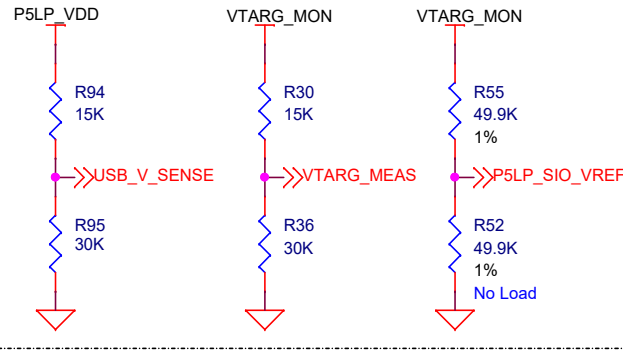 P5LP_VDD
VTARG_MON
VTARG_MON
R94
15K
R30
15K
R55
49.9K
1%
USB_V_SENSE
VTARG_MEAS
P5LP_SIO_VREF
R95
30K
R36
30K
R52
49.9K
1%
No Load